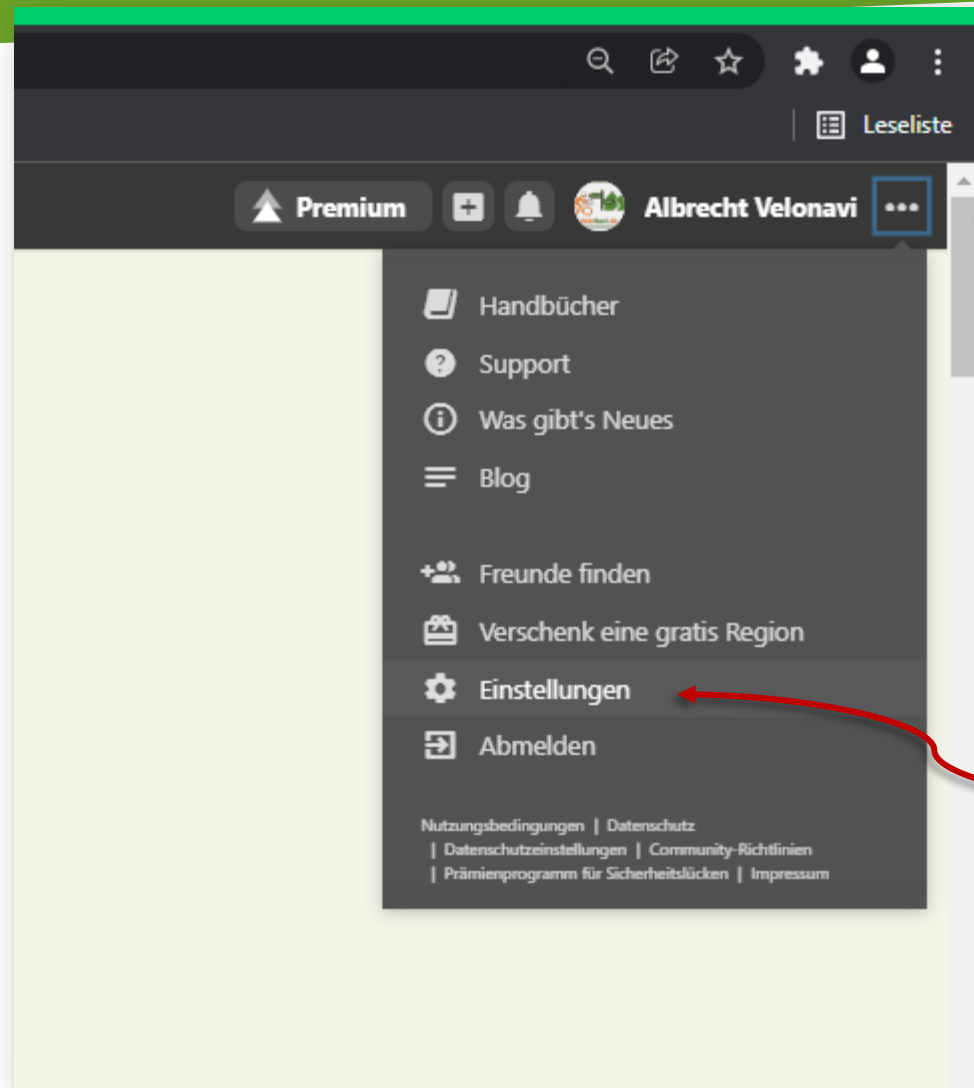 Leseliste
Premium
Albrecht Velonavi
Handbücher
Support
Was gibt's Neues
Blog
Freunde finden
Verschenk eine gratis Region
Einstellungen
Abmelden
Nutzungsbedingungen | Datenschutz
| Datenschutzeinstellungen | Community-Richtlinien
| Prämienprogramm für Sicherheitslücken | Impressum